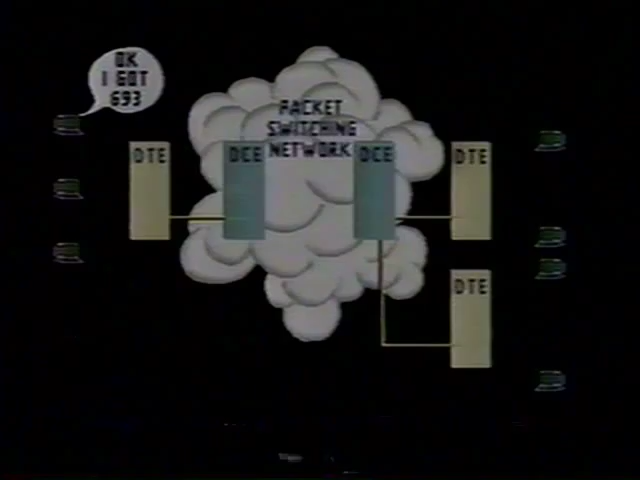 OK
I GOT
693
PACKET
SWITCHING
NETWORK
DTE
DCE
DCE
DTE
DTE